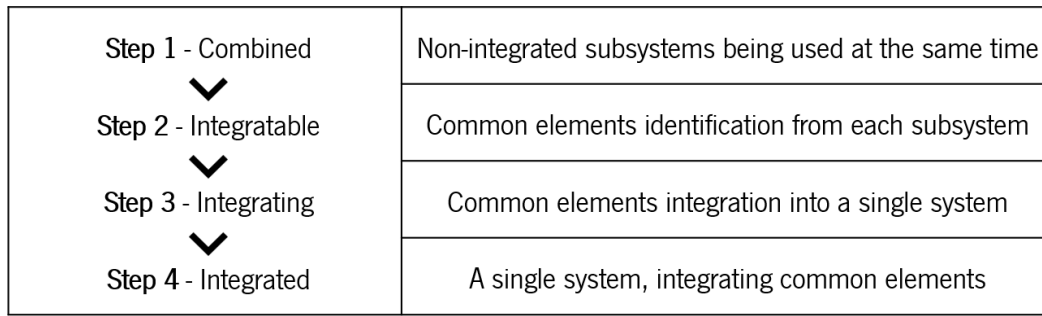 Step 1 - Combined
Non-integrated subsystems being used at the same time
Step 2 - Integratable
Common elements identification from each subsystem
Step 3 - Integrating
Common elements integration into a single system
Step 4 - Integrated
A single system, integrating common elements